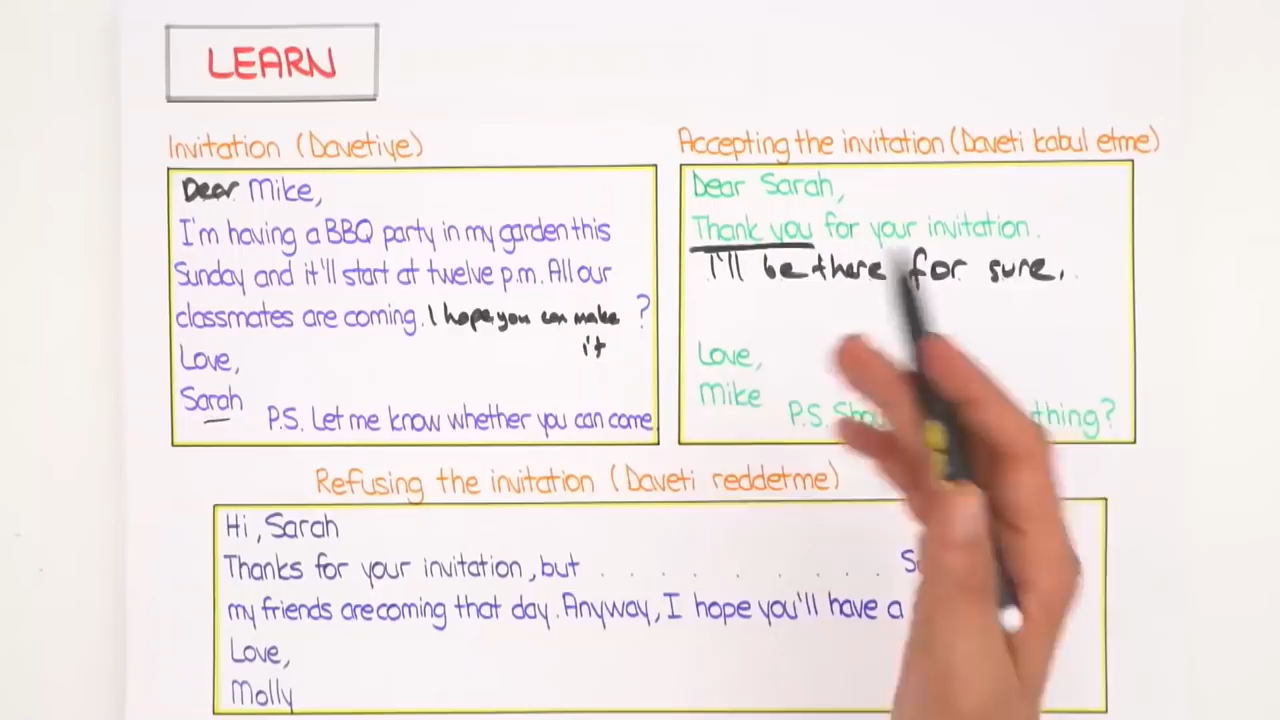 LEARN
Invitation (Davetiye)
Dear Mike,
I'm having a BBQ party in my garden this
Sunday and it'll start at twelve p.m. All our
classmates are coming. I hope you can make ?
it
Love,
Sarah
P.S. Let me know whether you can come
Accepting the invitation (Daveti kabul etme)
Dear Sarah,
Thank you for your invitation.
I'll be there for sure.
Love,
Mike
P.S. thing?
Refusing the invitation (Daveti reddetme)
Hi, Sarah
Thanks for your invitation, but . . . . . . . .
my friends are coming that day. Anyway, I hope you'll have a
Love,
Molly